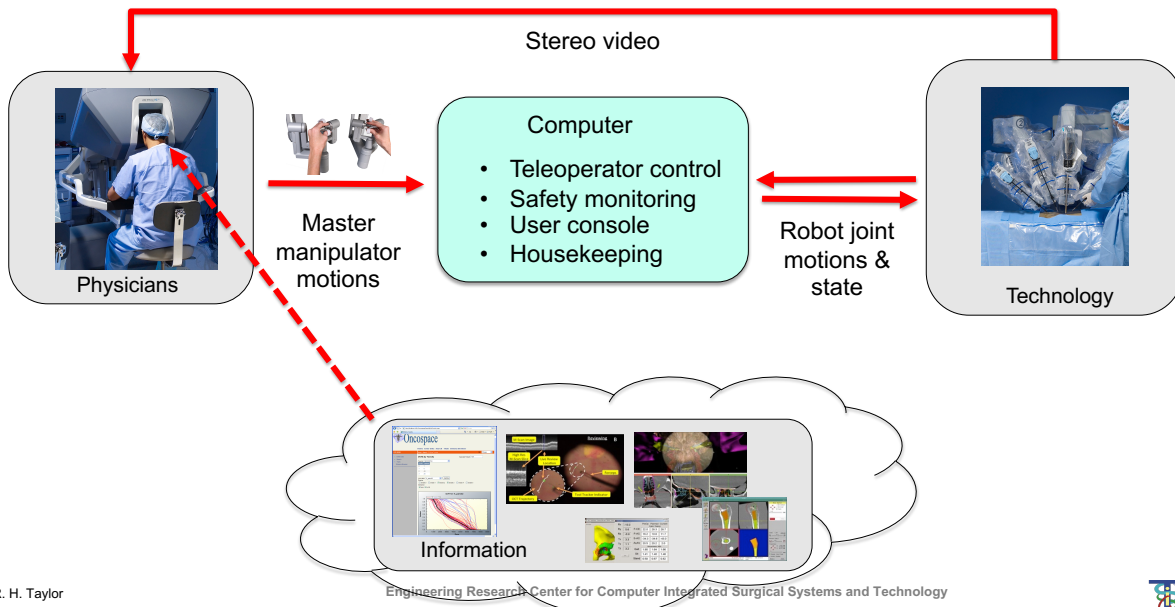 Stereo video
Computer
• Teleoperator control
• Safety monitoring
• User console
• Housekeeping
Physicians
Master
manipulator
motions
Robot joint
motions &
state
Technology
Oncospace
Information
R. H. Taylor
Engineering Research Center for Computer Integrated Surgical Systems and Technology